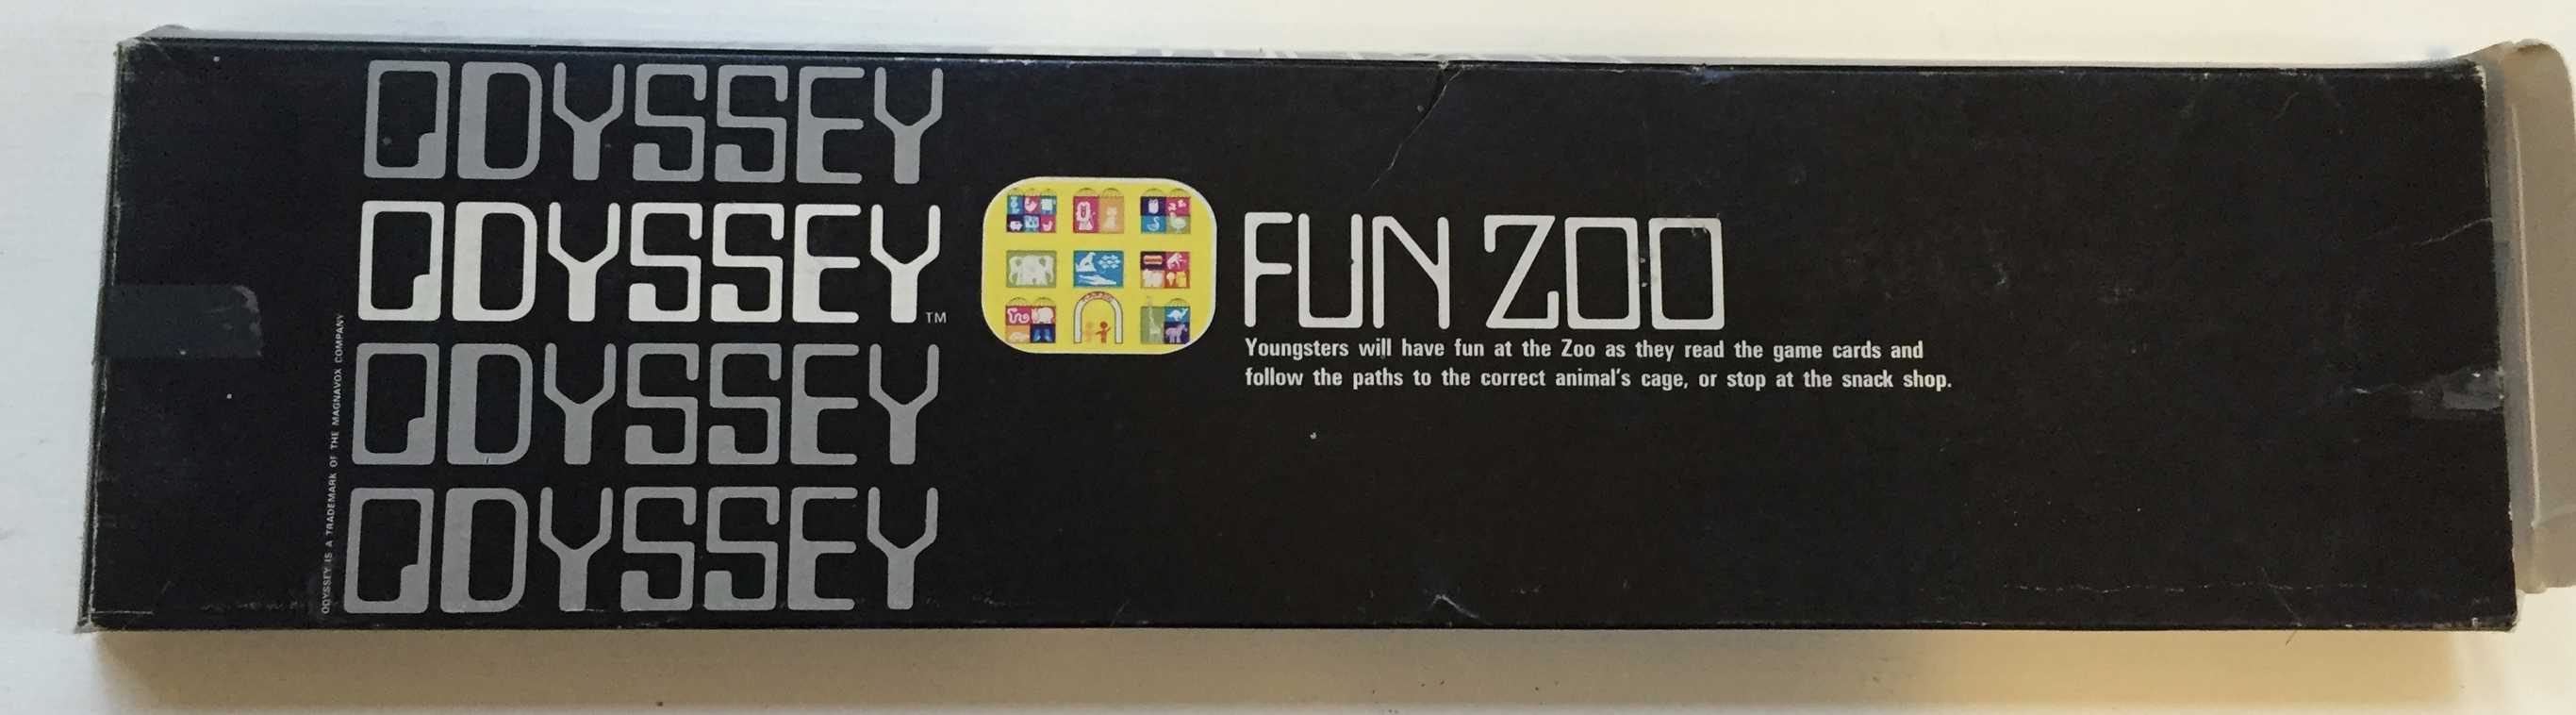 ODYSSEY
ODYSSEY TM
ODYSSEY
ODYSSEY
ODYSSEY IS A TRADEMARK OF THE MAGNAVOX COMPANY
FUN ZOO
Youngsters will have fun at the Zoo as they read the game cards and
follow the paths to the correct animal's cage, or stop at the snack shop.